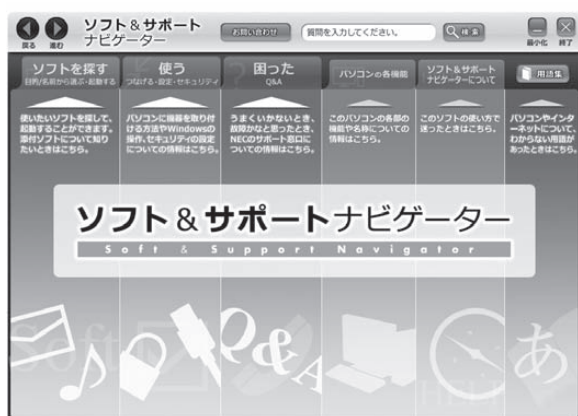 戻る 進む
ソフト&サポート
ナビゲーター
お問い合わせ
質問を入力してください。
検索
最小化 終了
ソフトを探す
目的/名前から選ぶ・起動する
使う
つなげる・設定・セキュリティ
困った
Q&A
パソコンの各機能
ソフト&サポート
ナビゲーターについて
用語集
使いたいソフトを探して、
起動することができます。
添付ソフトについて知り
たいときはこちら。
パソコンに機器を取り付
ける方法やWindowsの
操作、セキュリティの設定
についての情報はこちら。
うまくいかないとき、
故障かなと思ったとき、
NECのサポート窓口に
ついての情報はこちら。
このパソコンの各部の
機能や名称についての
情報はこちら。
このソフトの使い方で
迷ったときはこちら。
パソコンやインタ
ーネットについて、
わからない用語が
あったときはこちら。
ソフト&サポートナビゲーター
Soft & Support Navigator
Soft
Q&A
HELP
あ